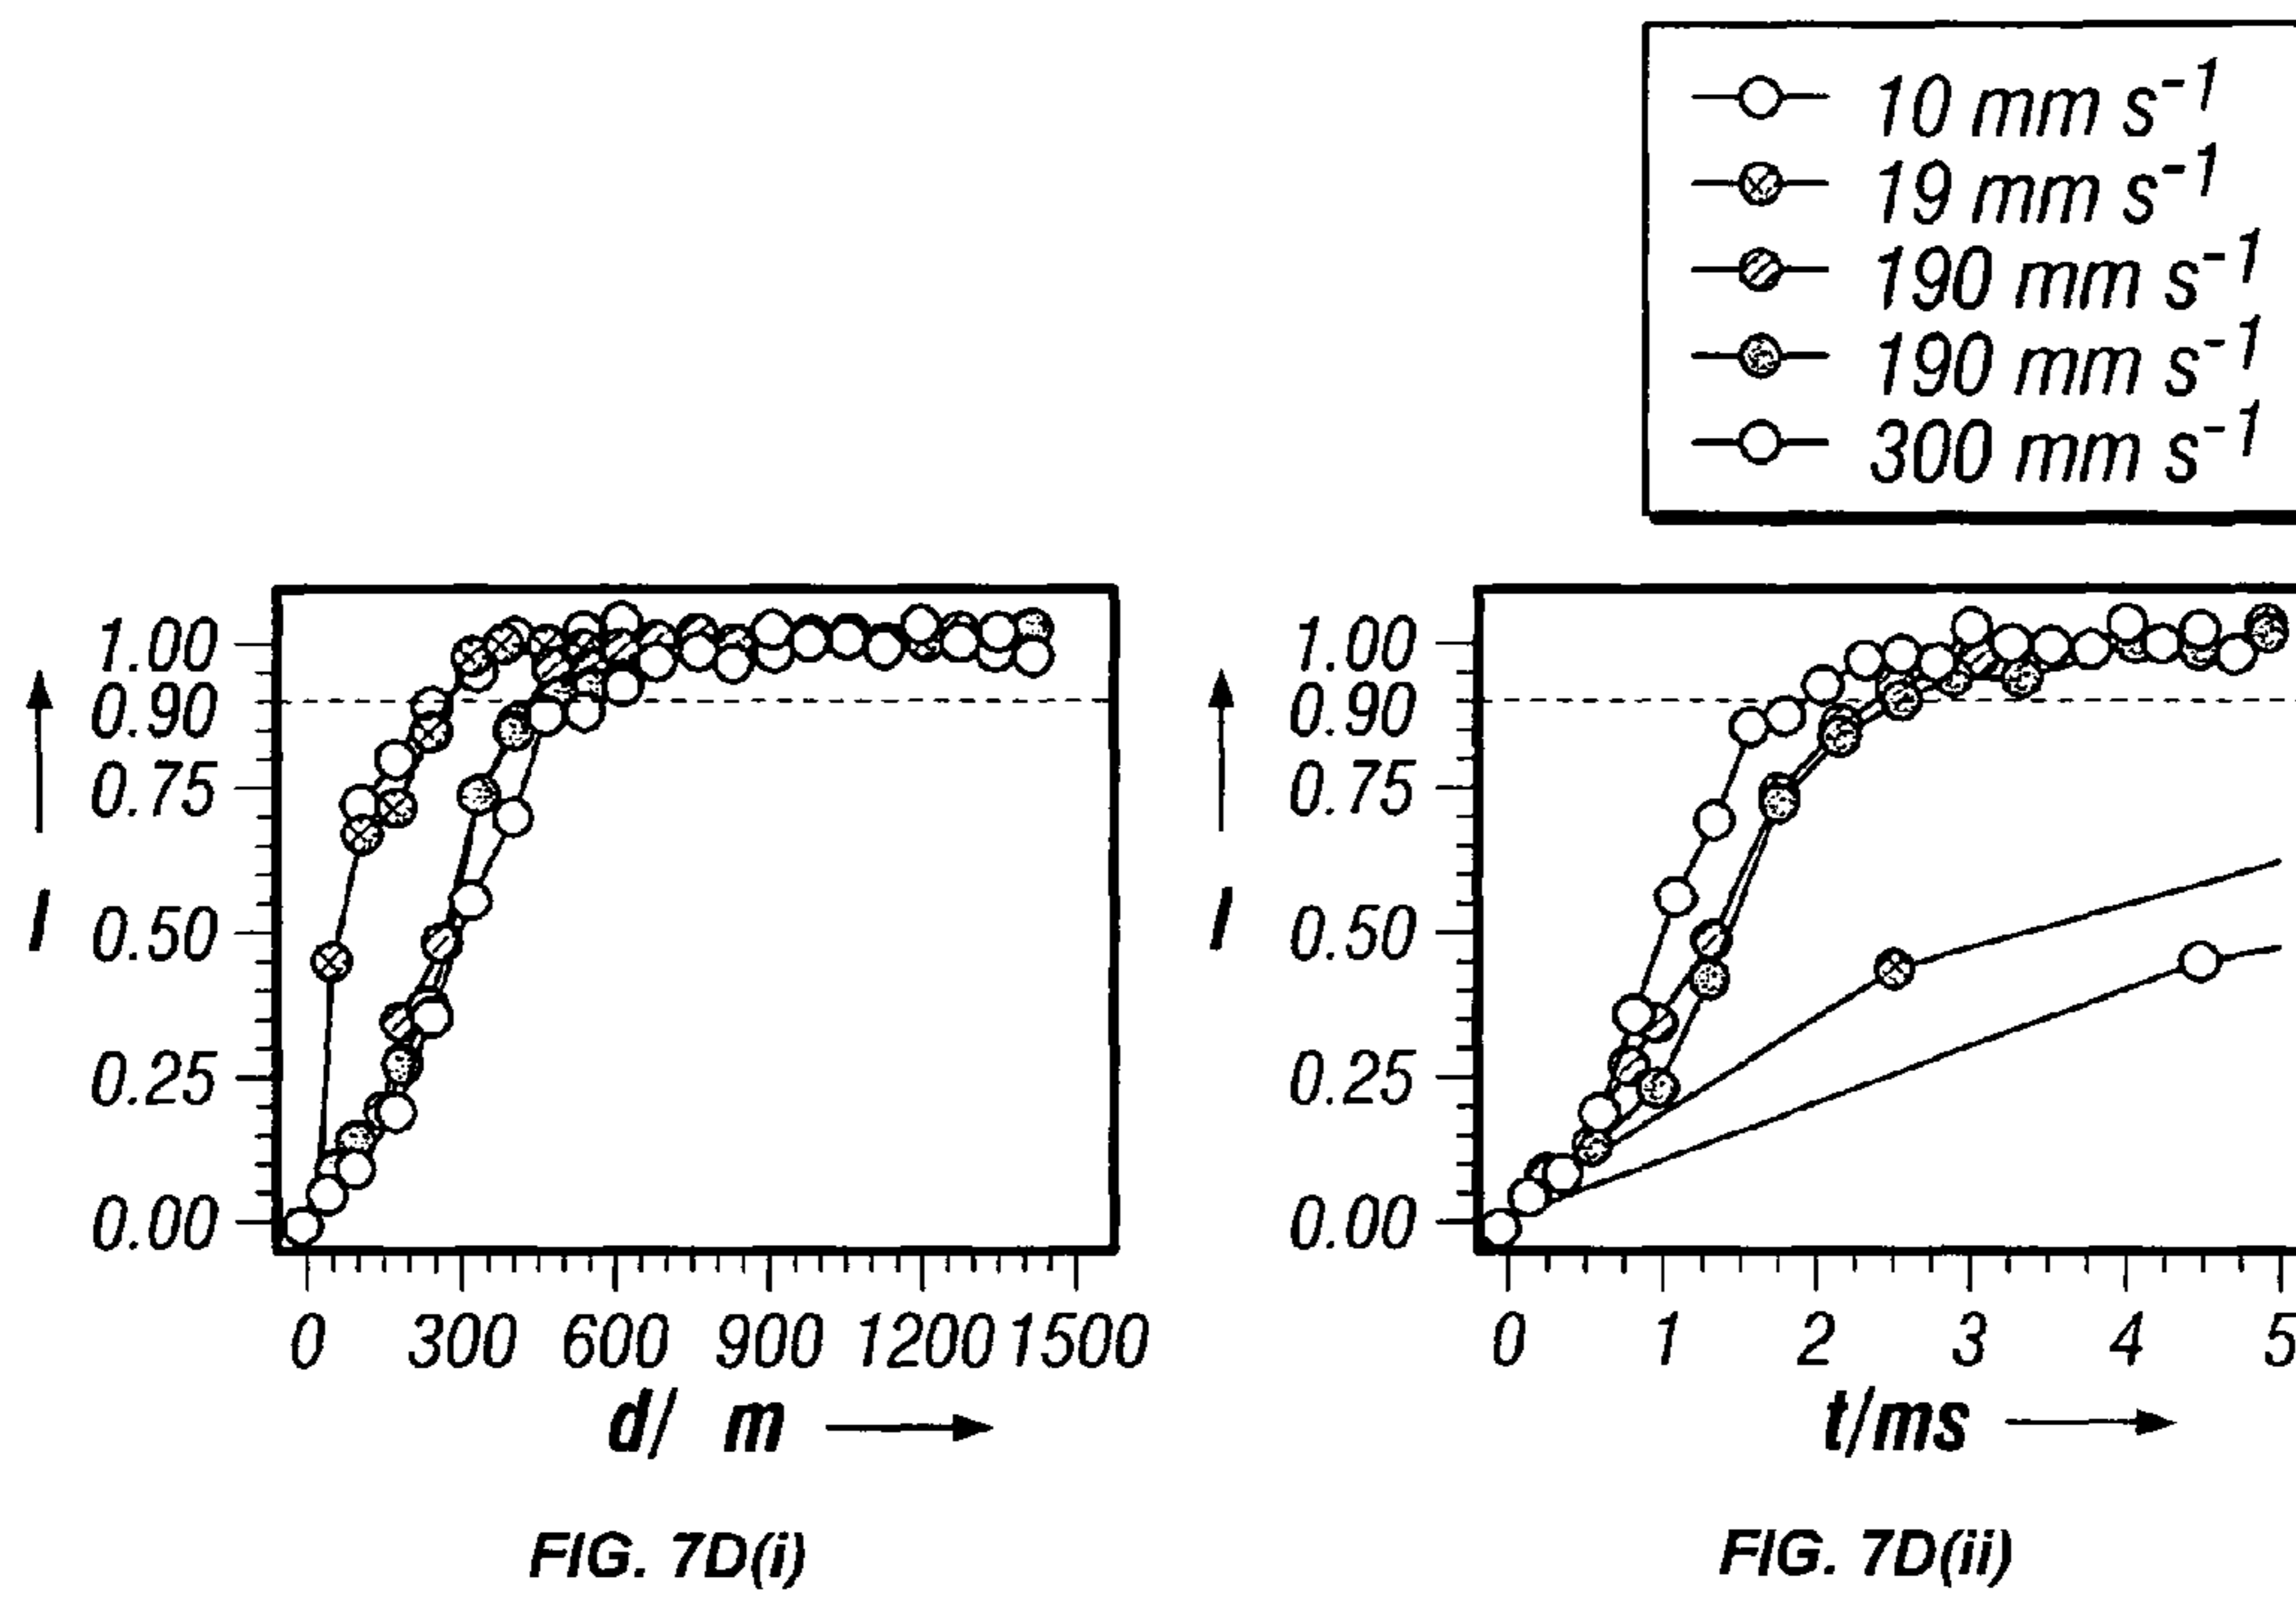 10 mm s-1
19 mm s-1
190 mm s-1
190 mm s-1
300 mm s-1
1.00
0.90
0.75
I 0.50
0.25
0.00
0 300 600 900 1200 1500
d/ m
FIG. 7D(i)
1.00
0.90
0.75
I 0.50
0.25
0.00
0 1 2 3 4 5
t/ms
FIG. 7D(ii)